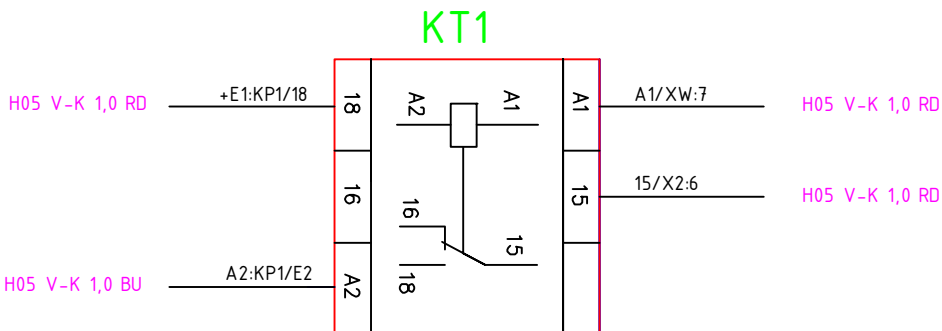 KT1
H05 V-K 1,0 RD
+E1:KP1/18
18
A2
A1
A1
A1/XW:7
H05 V-K 1,0 RD
16
16
15
15
15/X2:6
H05 V-K 1,0 RD
H05 V-K 1,0 BU
A2:KP1/E2
A2
18